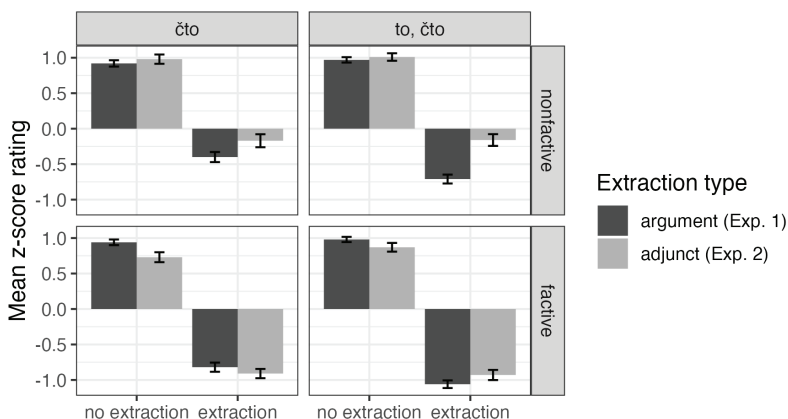 čto
to, čto
Mean z-score rating
1.0
0.5
0.0
-0.5
-1.0
nonfactive
1.0
0.5
0.0
-0.5
-1.0
factive
no extraction
extraction
no extraction
extraction
Extraction type
argument (Exp. 1)
adjunct (Exp. 2)